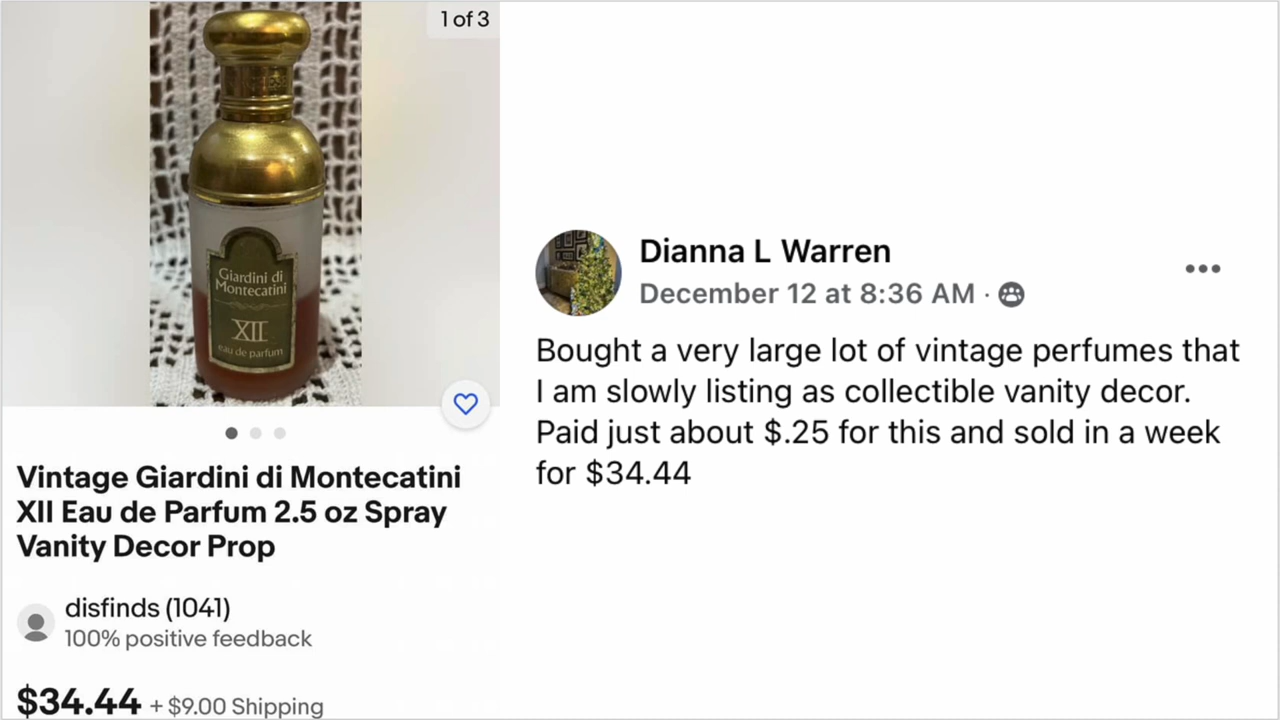 1 of 3
Giardini di
Montecatini
XII
eau de parfum
Vintage Giardini di Montecatini
XII Eau de Parfum 2.5 oz Spray
Vanity Decor Prop
disfinds (1041)
100% positive feedback
$34.44 + $9.00 Shipping
Dianna L Warren
December 12 at 8:36 AM ·
Bought a very large lot of vintage perfumes that
I am slowly listing as collectible vanity decor.
Paid just about $.25 for this and sold in a week
for $34.44